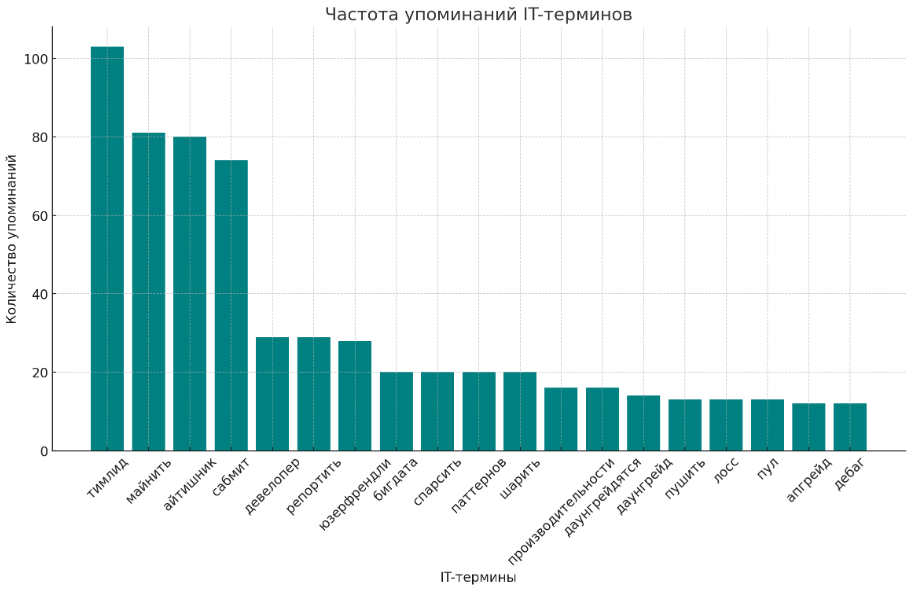 Частота упоминаний IT-терминов
Количество упоминаний
100
80
60
40
20
0
тимлид
майнить
айтишник
сабмит
девелопер
репортить
юзерфрендли
бигдата
спарсить
паттернов
шарить
производительности
даунгрейдятся
даунгрейд
пушить
лосс
пул
апгрейд
дебаг
IT-термины